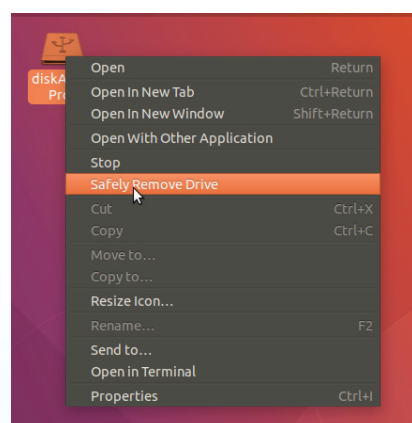 diskA
Pro
Open Return
Open In New Tab Ctrl+Return
Open In New Window Shift+Return
Open With Other Application
Stop
Safely Remove Drive
Cut Ctrl+X
Copy Ctrl+C
Move to…
Copy to…
Resize Icon…
Rename… F2
Send to…
Open in Terminal
Properties Ctrl+I